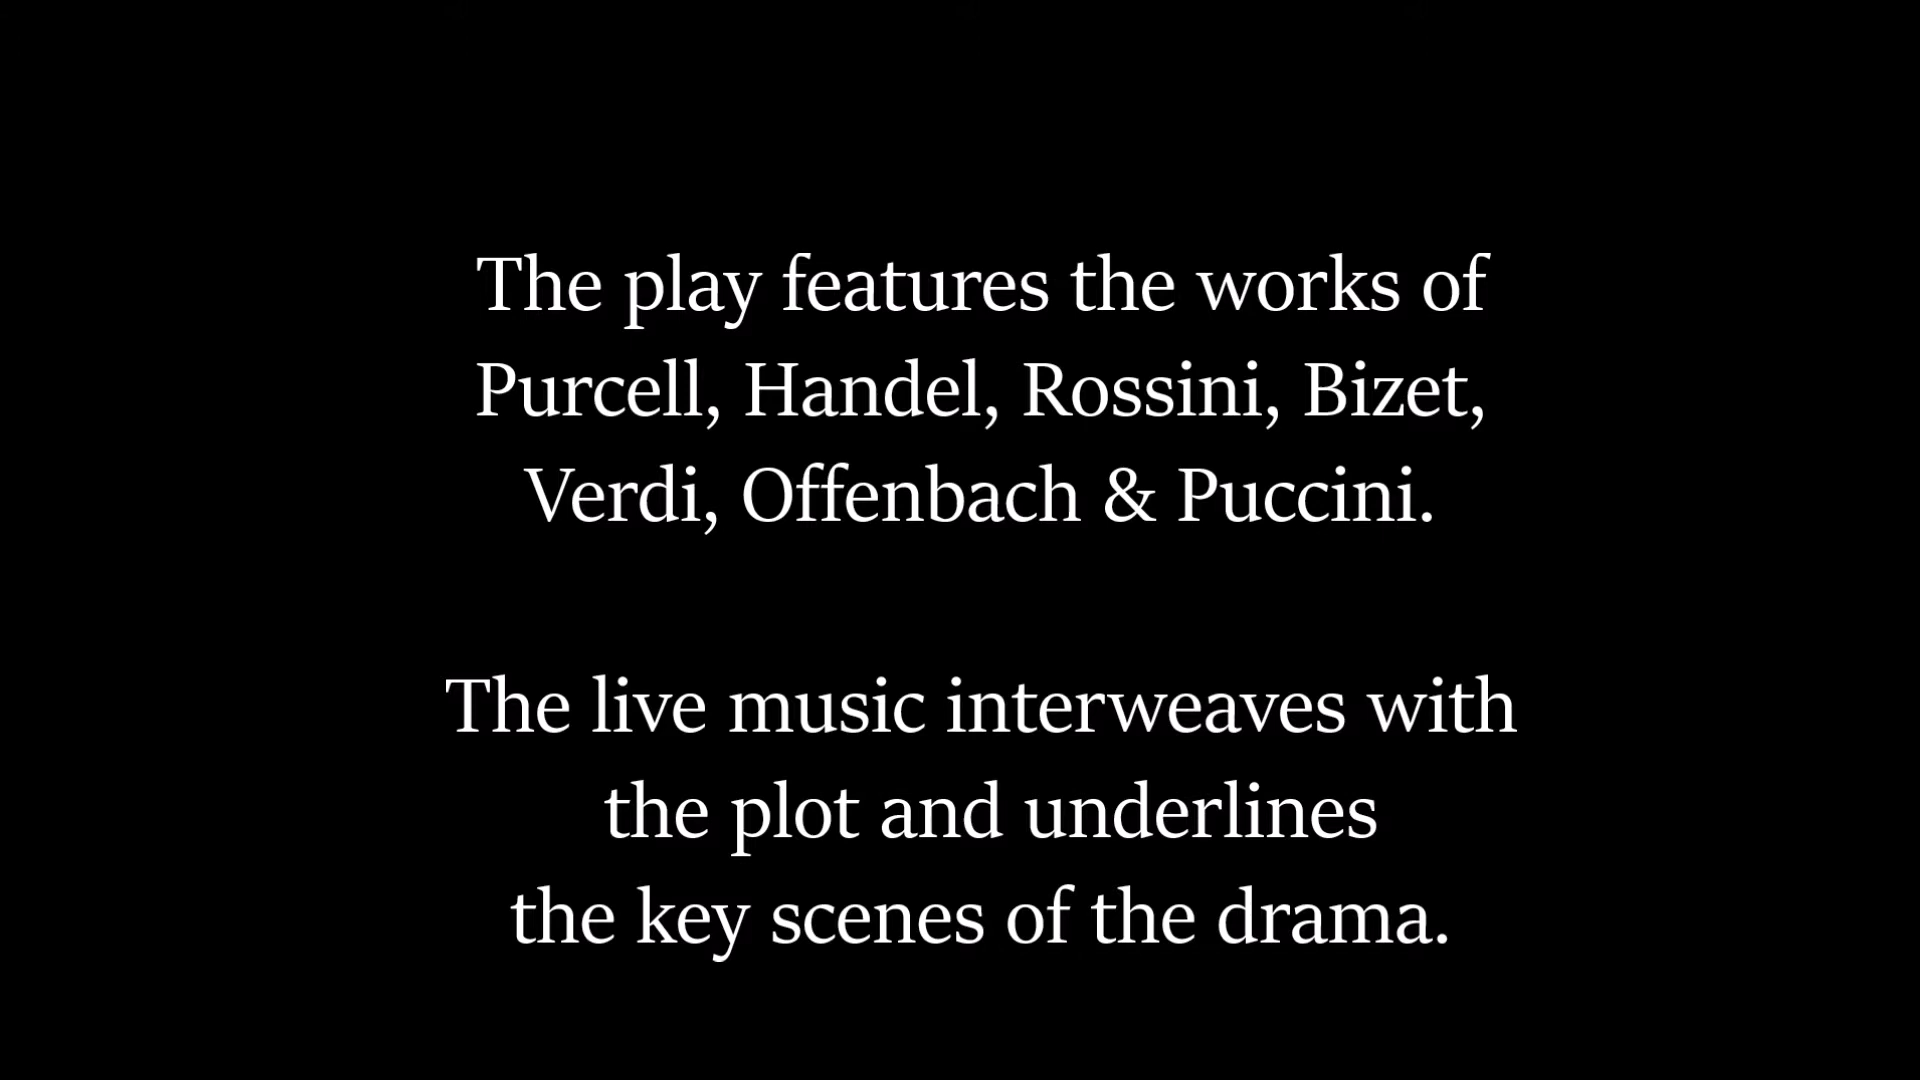 The play features the works of
Purcell, Handel, Rossini, Bizet,
Verdi, Offenbach & Puccini.
The live music interweaves with
the plot and underlines
the key scenes of the drama.